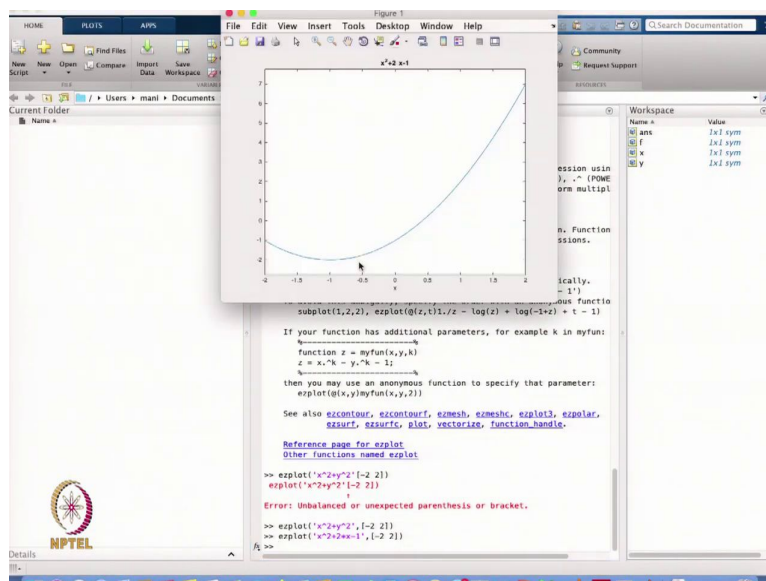 Figure 1
HOME PLOTS APPS
File Edit View Insert Tools Desktop Window Help
Search Documentation
New Script
New
Open
Find Files
Compare
Import Data
Save Workspace
Community
Request Support
FILE
RESOURCES
/ Users mani Documents
Current Folder
Name
Workspace
Name Value
ans 1x1 sym
f 1x1 sym
x 1x1 sym
y 1x1 sym
x²+2 x-1
7
6
5
4
3
2
1
0
-1
-2
-2 -1.5 -1 -0.5 0 0.5 1 1.5 2
x
ession usin
), .^ (POWE
orm multipl
n. Function
ssions.
ically.
- 1')
ous functio
subplot(1,2,2), ezplot(@(z,t)1./z - log(z) + log(-1+z) + t - 1)
If your function has additional parameters, for example k in myfun:
%-----------------------%
function z = myfun(x,y,k)
z = x.^k - y.^k - 1;
%-----------------------%
then you may use an anonymous function to specify that parameter:
ezplot(@(x,y)myfun(x,y,2))
See also ezcontour, ezcontourf, ezmesh, ezmeshc, ezplot3, ezpolar,
ezsurf, ezsurfc, plot, vectorize, function_handle.
Reference page for ezplot
Other functions named ezplot
>> ezplot('x^2+y^2'[-2 2])
ezplot('x^2+y^2'[-2 2])
↑
Error: Unbalanced or unexpected parenthesis or bracket.
>> ezplot('x^2+y^2',[-2 2])
>> ezplot('x^2+2*x-1',[-2 2])
fx >>
NPTEL
Details